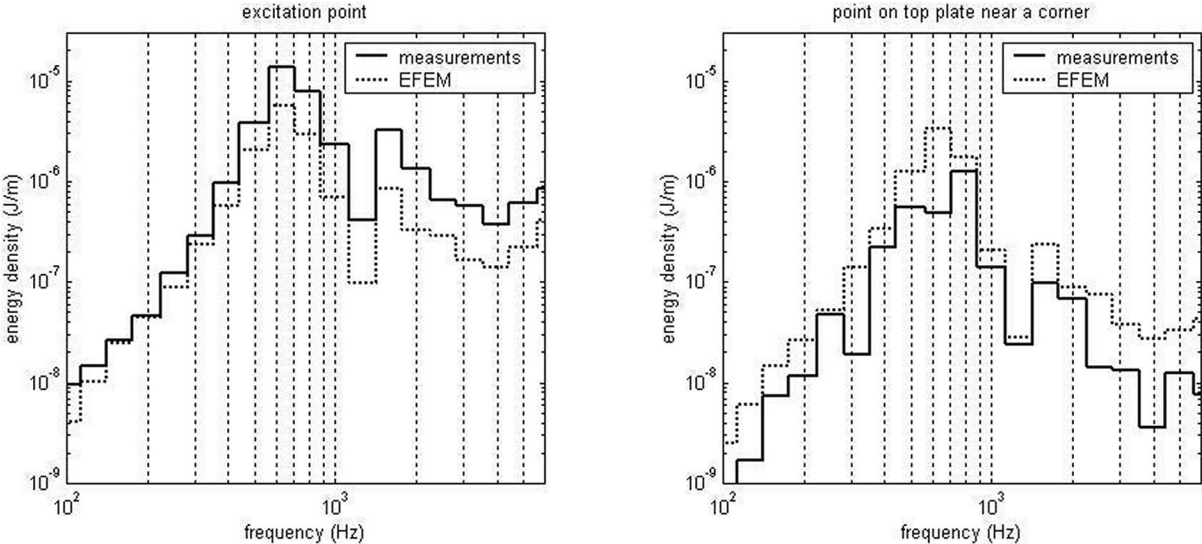 excitation point
measurements
EFEM
10^-5
10^-6
10^-7
10^-8
10^-9
energy density (J/m)
10^2
10^3
frequency (Hz)
point on top plate near a corner
measurements
EFEM
10^-5
10^-6
10^-7
10^-8
10^-9
energy density (J/m)
10^2
10^3
frequency (Hz)